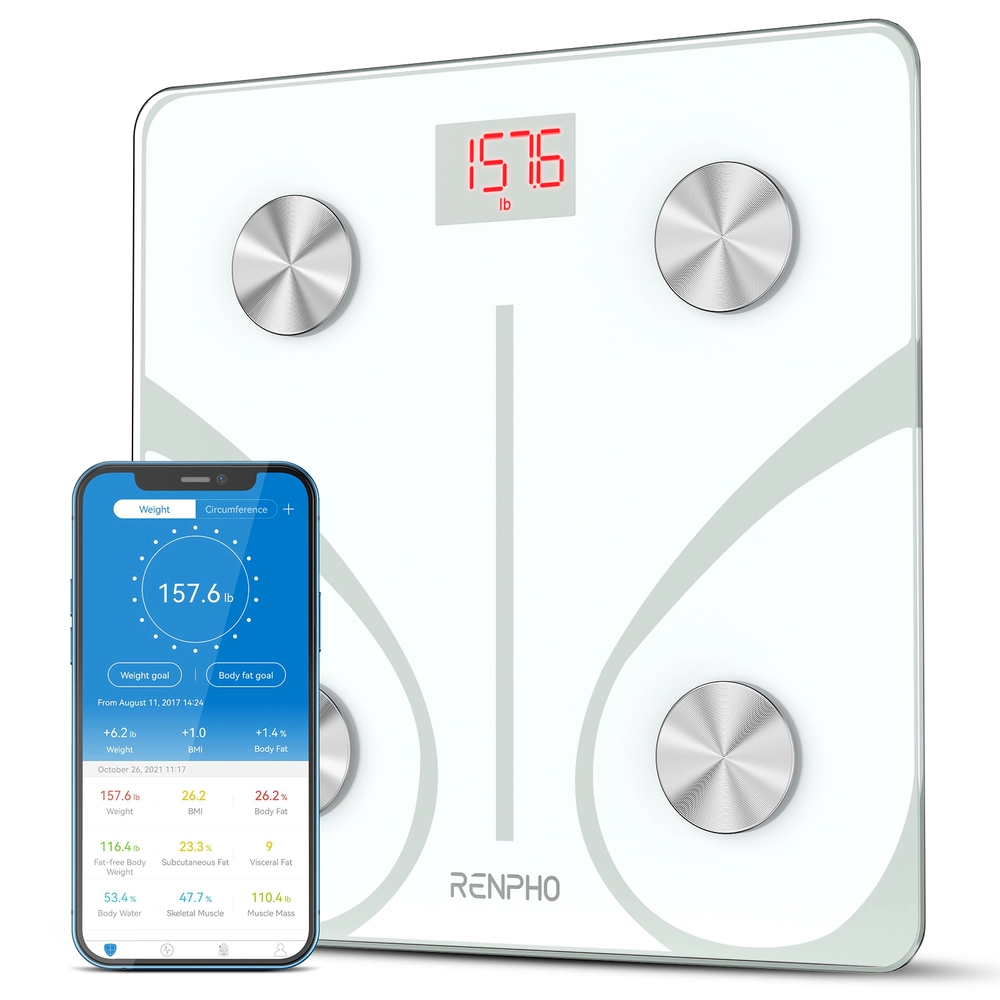 157.6
lb
Weight Circumference +
157.6 lb
Weight goal Body fat goal
From August 11, 2017 14:24
+6.2 lb +1.0 +1.4 %
Weight BMI Body Fat
October 26, 2021 11:17
157.6 lb 26.2 26.2 %
Weight BMI Body Fat
116.4 lb 23.3 % 9
Fat-free Body Subcutaneous Fat Visceral Fat
Weight
53.4 % 47.7 % 110.4 lb
Body Water Skeletal Muscle Muscle Mass
RENPHO